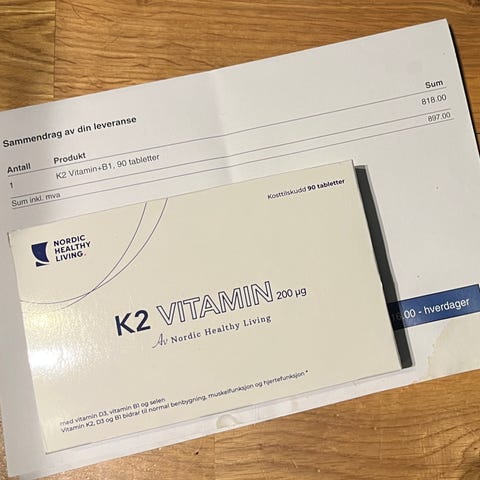 Sammendrag av din leveranse
Antall Produkt Sum
1 K2 Vitamin+B1, 90 tabletter 818.00
Sum inkl. mva 897.00
Kosttilskudd 90 tabletter
NORDIC
HEALTHY
LIVING.
K2 VITAMIN 200 µg
Av Nordic Healthy Living
.00 - hverdager
med vitamin D3, vitamin B1 og selen
Vitamin K2, D3 og B1 bidrar til normal benbygning, muskelfunksjon og hjertefunksjon.*